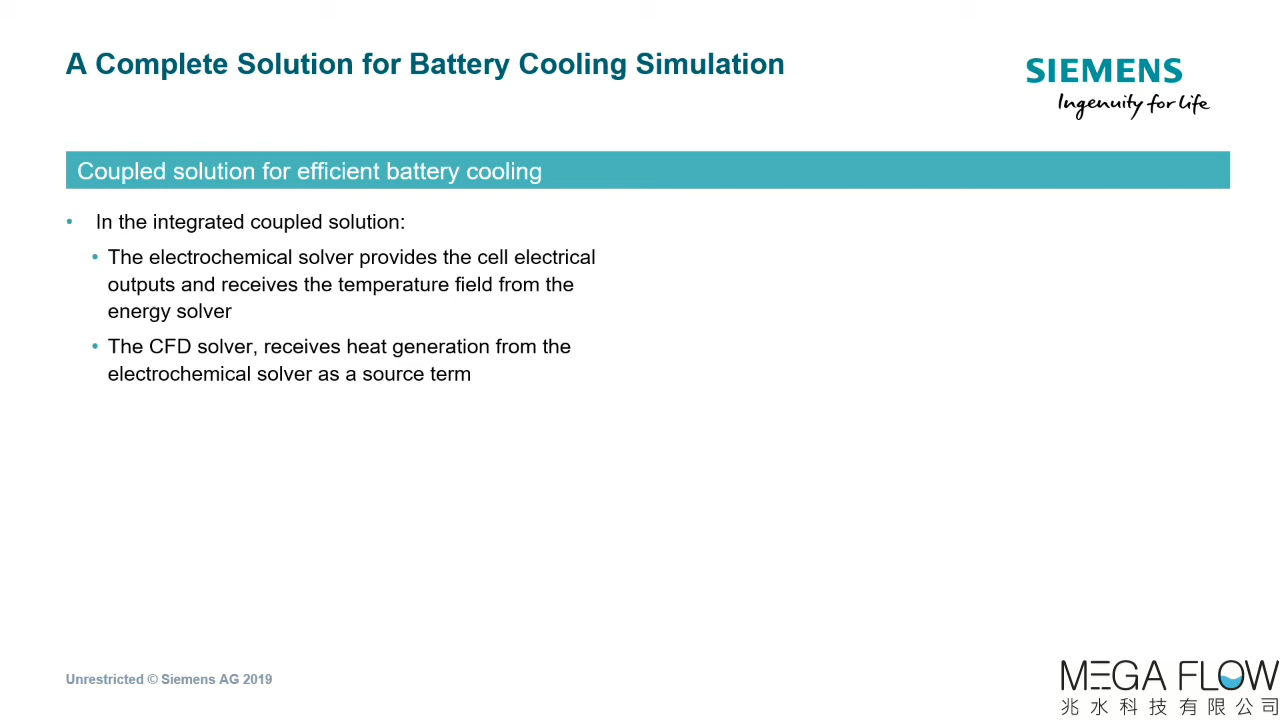 A Complete Solution for Battery Cooling Simulation
SIEMENS
Ingenuity for life
Coupled solution for efficient battery cooling
• In the integrated coupled solution:
• The electrochemical solver provides the cell electrical
outputs and receives the temperature field from the
energy solver
• The CFD solver, receives heat generation from the
electrochemical solver as a source term
Unrestricted © Siemens AG 2019
MEGA FLOW
兆水科技有限公司